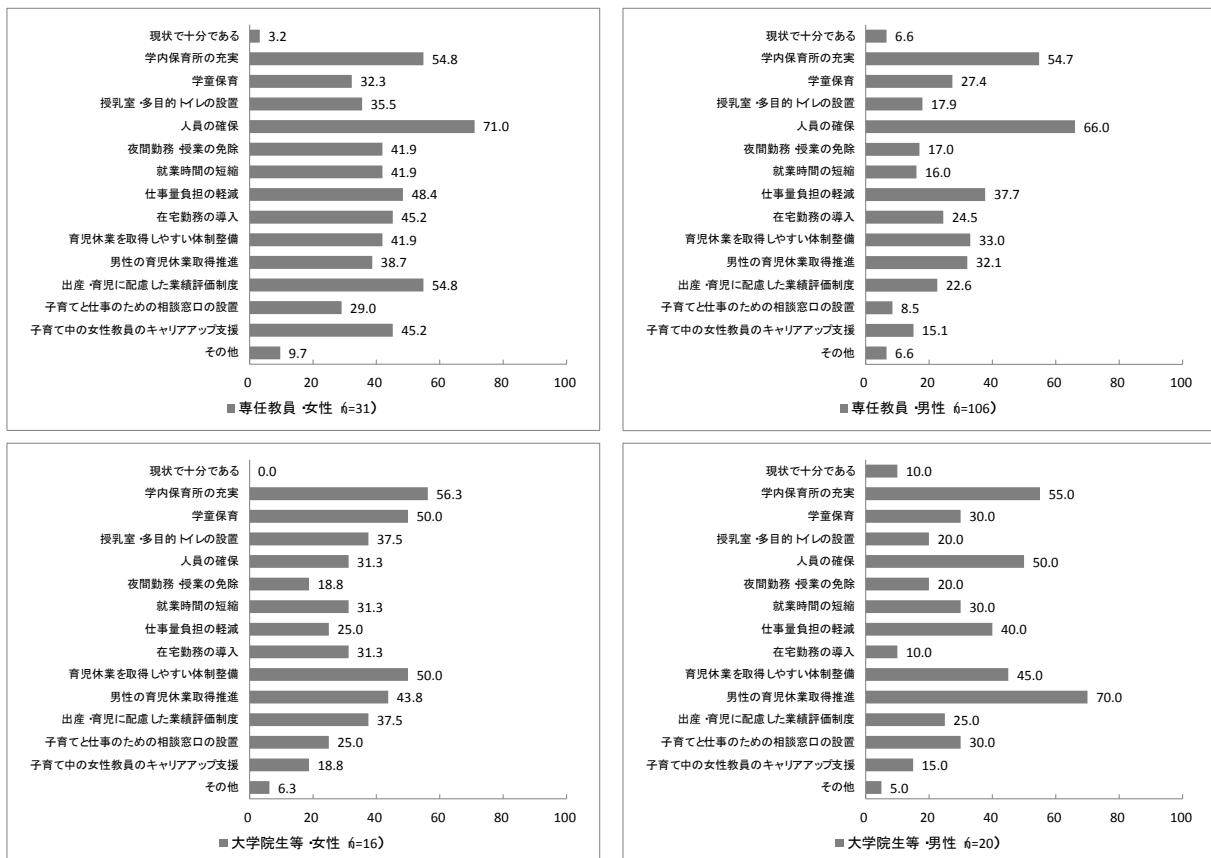 現状で十分である 3.2
学内保育所の充実 54.8
学童保育 32.3
授乳室・多目的トイレの設置 35.5
人員の確保 71.0
夜間勤務・授業の免除 41.9
就業時間の短縮 41.9
仕事量負担の軽減 48.4
在宅勤務の導入 45.2
育児休業を取得しやすい体制整備 41.9
男性の育児休業取得推進 38.7
出産・育児に配慮した業績評価制度 54.8
子育てと仕事のための相談窓口の設置 29.0
子育て中の女性教員のキャリアアップ支援 45.2
その他 9.7
0 20 40 60 80 100
専任教員・女性 (n=31)
現状で十分である 6.6
学内保育所の充実 54.7
学童保育 27.4
授乳室・多目的トイレの設置 17.9
人員の確保 66.0
夜間勤務・授業の免除 17.0
就業時間の短縮 16.0
仕事量負担の軽減 37.7
在宅勤務の導入 24.5
育児休業を取得しやすい体制整備 33.0
男性の育児休業取得推進 32.1
出産・育児に配慮した業績評価制度 22.6
子育てと仕事のための相談窓口の設置 8.5
子育て中の女性教員のキャリアアップ支援 15.1
その他 6.6
0 20 40 60 80 100
専任教員・男性 (n=106)
現状で十分である 0.0
学内保育所の充実 56.3
学童保育 50.0
授乳室・多目的トイレの設置 37.5
人員の確保 31.3
夜間勤務・授業の免除 18.8
就業時間の短縮 31.3
仕事量負担の軽減 25.0
在宅勤務の導入 31.3
育児休業を取得しやすい体制整備 50.0
男性の育児休業取得推進 43.8
出産・育児に配慮した業績評価制度 37.5
子育てと仕事のための相談窓口の設置 25.0
子育て中の女性教員のキャリアアップ支援 18.8
その他 6.3
0 20 40 60 80 100
大学院生等・女性 (n=16)
現状で十分である 10.0
学内保育所の充実 55.0
学童保育 30.0
授乳室・多目的トイレの設置 20.0
人員の確保 50.0
夜間勤務・授業の免除 20.0
就業時間の短縮 30.0
仕事量負担の軽減 40.0
在宅勤務の導入 10.0
育児休業を取得しやすい体制整備 45.0
男性の育児休業取得推進 70.0
出産・育児に配慮した業績評価制度 25.0
子育てと仕事のための相談窓口の設置 30.0
子育て中の女性教員のキャリアアップ支援 15.0
その他 5.0
0 20 40 60 80 100
大学院生等・男性 (n=20)